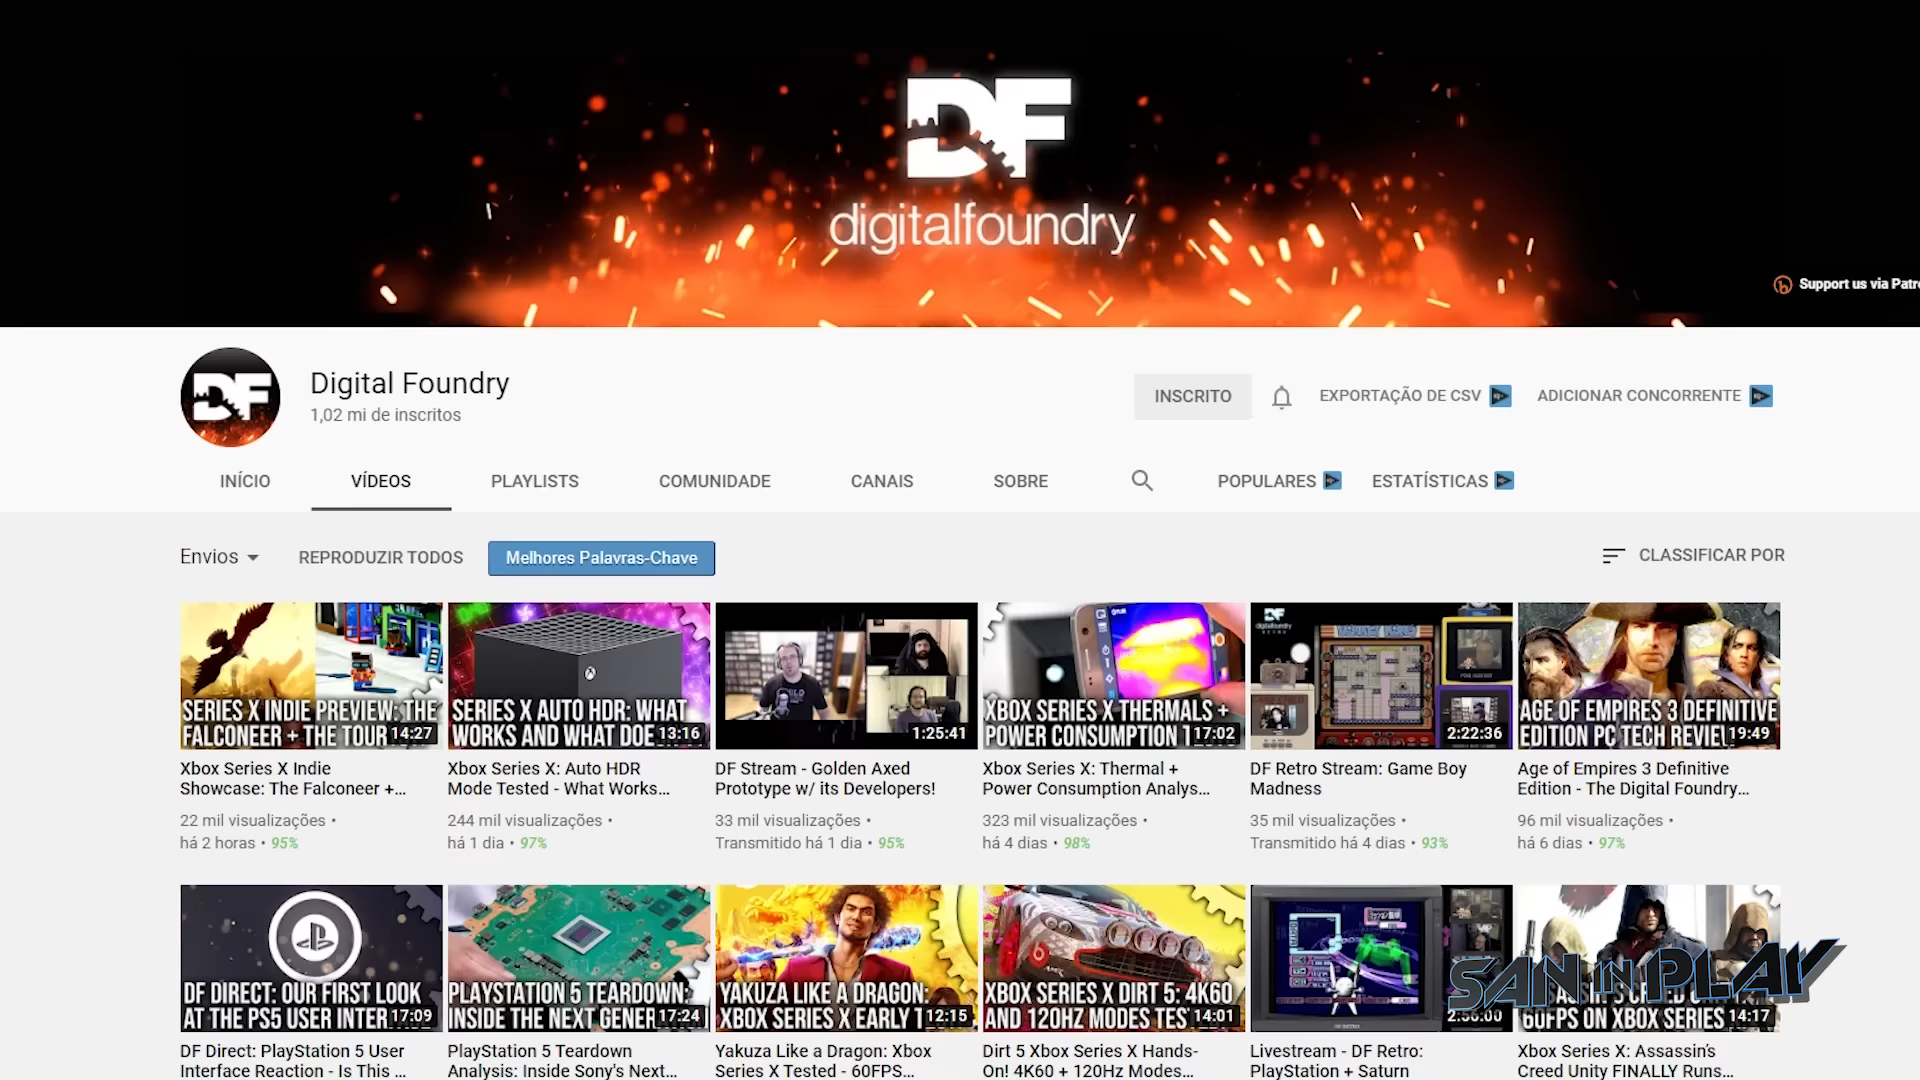 DF
digitalfoundry
Support us via Patre
DF
Digital Foundry
1,02 mi de inscritos
INSCRITO
EXPORTAÇÃO DE CSV
ADICIONAR CONCORRENTE
INÍCIO
VÍDEOS
PLAYLISTS
COMUNIDADE
CANAIS
SOBRE
POPULARES
ESTATÍSTICAS
Envios
REPRODUZIR TODOS
Melhores Palavras-Chave
CLASSIFICAR POR
SERIES X INDIE PREVIEW: THE
FALCONEER + THE TOUR
14:27
Xbox Series X Indie
Showcase: The Falconeer +...
22 mil visualizações •
há 2 horas • 95%
SERIES X AUTO HDR: WHAT
WORKS AND WHAT DOE
13:16
Xbox Series X: Auto HDR
Mode Tested - What Works...
244 mil visualizações •
há 1 dia • 97%
1:25:41
DF Stream - Golden Axed
Prototype w/ its Developers!
33 mil visualizações •
Transmitido há 1 dia • 95%
XBOX SERIES X THERMALS +
POWER CONSUMPTION T
17:02
Xbox Series X: Thermal +
Power Consumption Analys...
323 mil visualizações •
há 4 dias • 98%
DF
digitalfoundry
2:22:36
DF Retro Stream: Game Boy
Madness
35 mil visualizações •
Transmitido há 4 dias • 93%
AGE OF EMPIRES 3 DEFINITIVE
EDITION PC TECH REVIE
19:49
Age of Empires 3 Definitive
Edition - The Digital Foundry...
96 mil visualizações •
há 6 dias • 97%
DF DIRECT: OUR FIRST LOOK
AT THE PS5 USER INTER
17:09
DF Direct: PlayStation 5 User
Interface Reaction - Is This ...
PLAYSTATION 5 TEARDOWN:
INSIDE THE NEXT GENER
17:24
PlayStation 5 Teardown
Analysis: Inside Sony's Next...
YAKUZA LIKE A DRAGON:
XBOX SERIES X EARLY T
12:15
Yakuza Like a Dragon: Xbox
Series X Tested - 60FPS...
XBOX SERIES X DIRT 5: 4K60
AND 120HZ MODES TES
14:01
Dirt 5 Xbox Series X Hands-
On! 4K60 + 120Hz Modes...
2:56:00
Livestream - DF Retro:
PlayStation + Saturn
60FPS ON XBOX SERIES
14:17
Xbox Series X: Assassin's
Creed Unity FINALLY Runs...
SAN IN PLAY